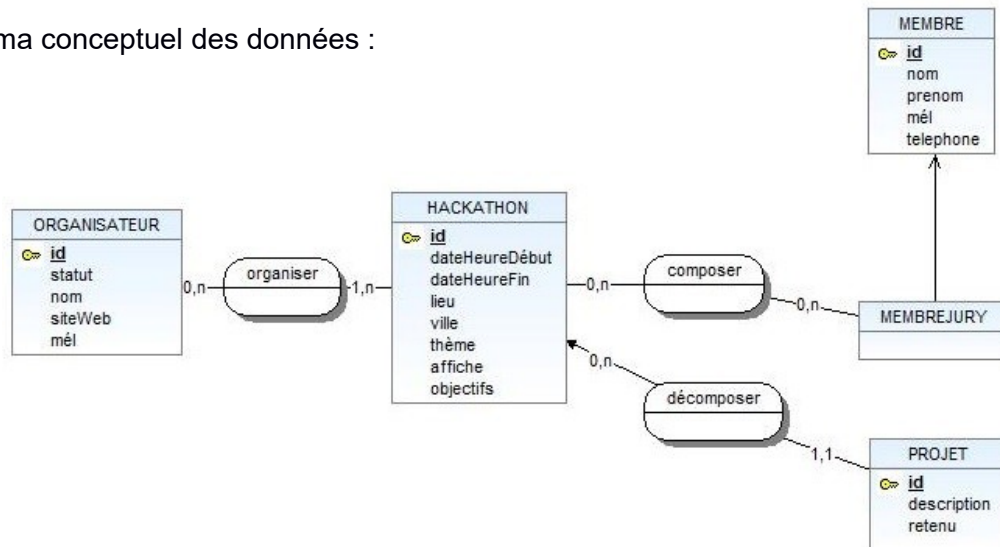 ma conceptuel des données :
MEMBRE
id
nom
prenom
mél
telephone
ORGANISATEUR
id
statut
nom
siteWeb
mél
0,n
organiser
1,n
HACKATHON
id
dateHeureDébut
dateHeureFin
lieu
ville
thème
affiche
objectifs
0,n
composer
0,n
MEMBREJURY
0,n
décomposer
1,1
PROJET
id
description
retenu